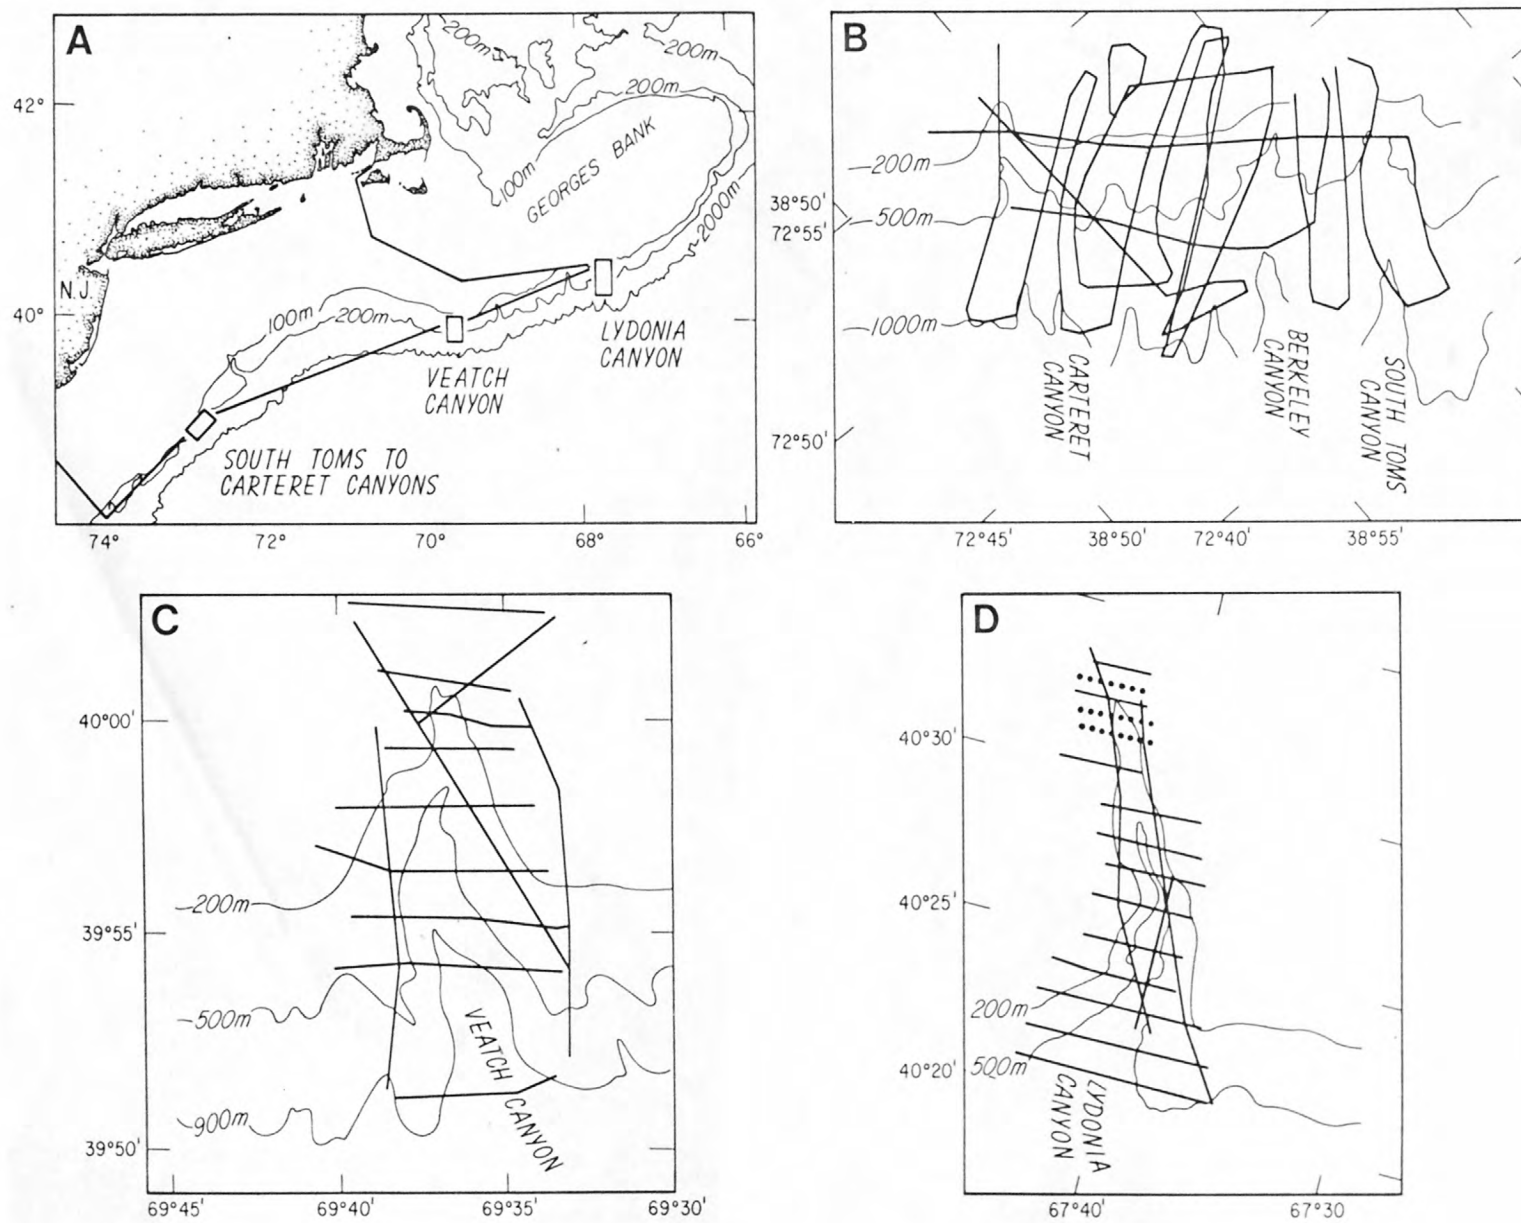 A
200m
200m
200m
42°
100m
GEORGES BANK
2000m
N.J.
40°
100m
200m
LYDONIA
CANYON
VEATCH
CANYON
SOUTH TOMS TO
CARTERET CANYONS
74°
72°
70°
68°
66°
B
200m
38°50'
500m
72°55'
1000m
72°50'
CARTERET
CANYON
BERKELEY
CANYON
SOUTH TOMS
CANYON
72°45'
38°50'
72°40'
38°55'
C
40°00'
200m
39°55'
500m
VEATCH CANYON
900m
39°50'
69°45'
69°40'
69°35'
69°30'
D
40°30'
40°25'
200m
500m
40°20'
LYDONIA
CANYON
67°40'
67°30'